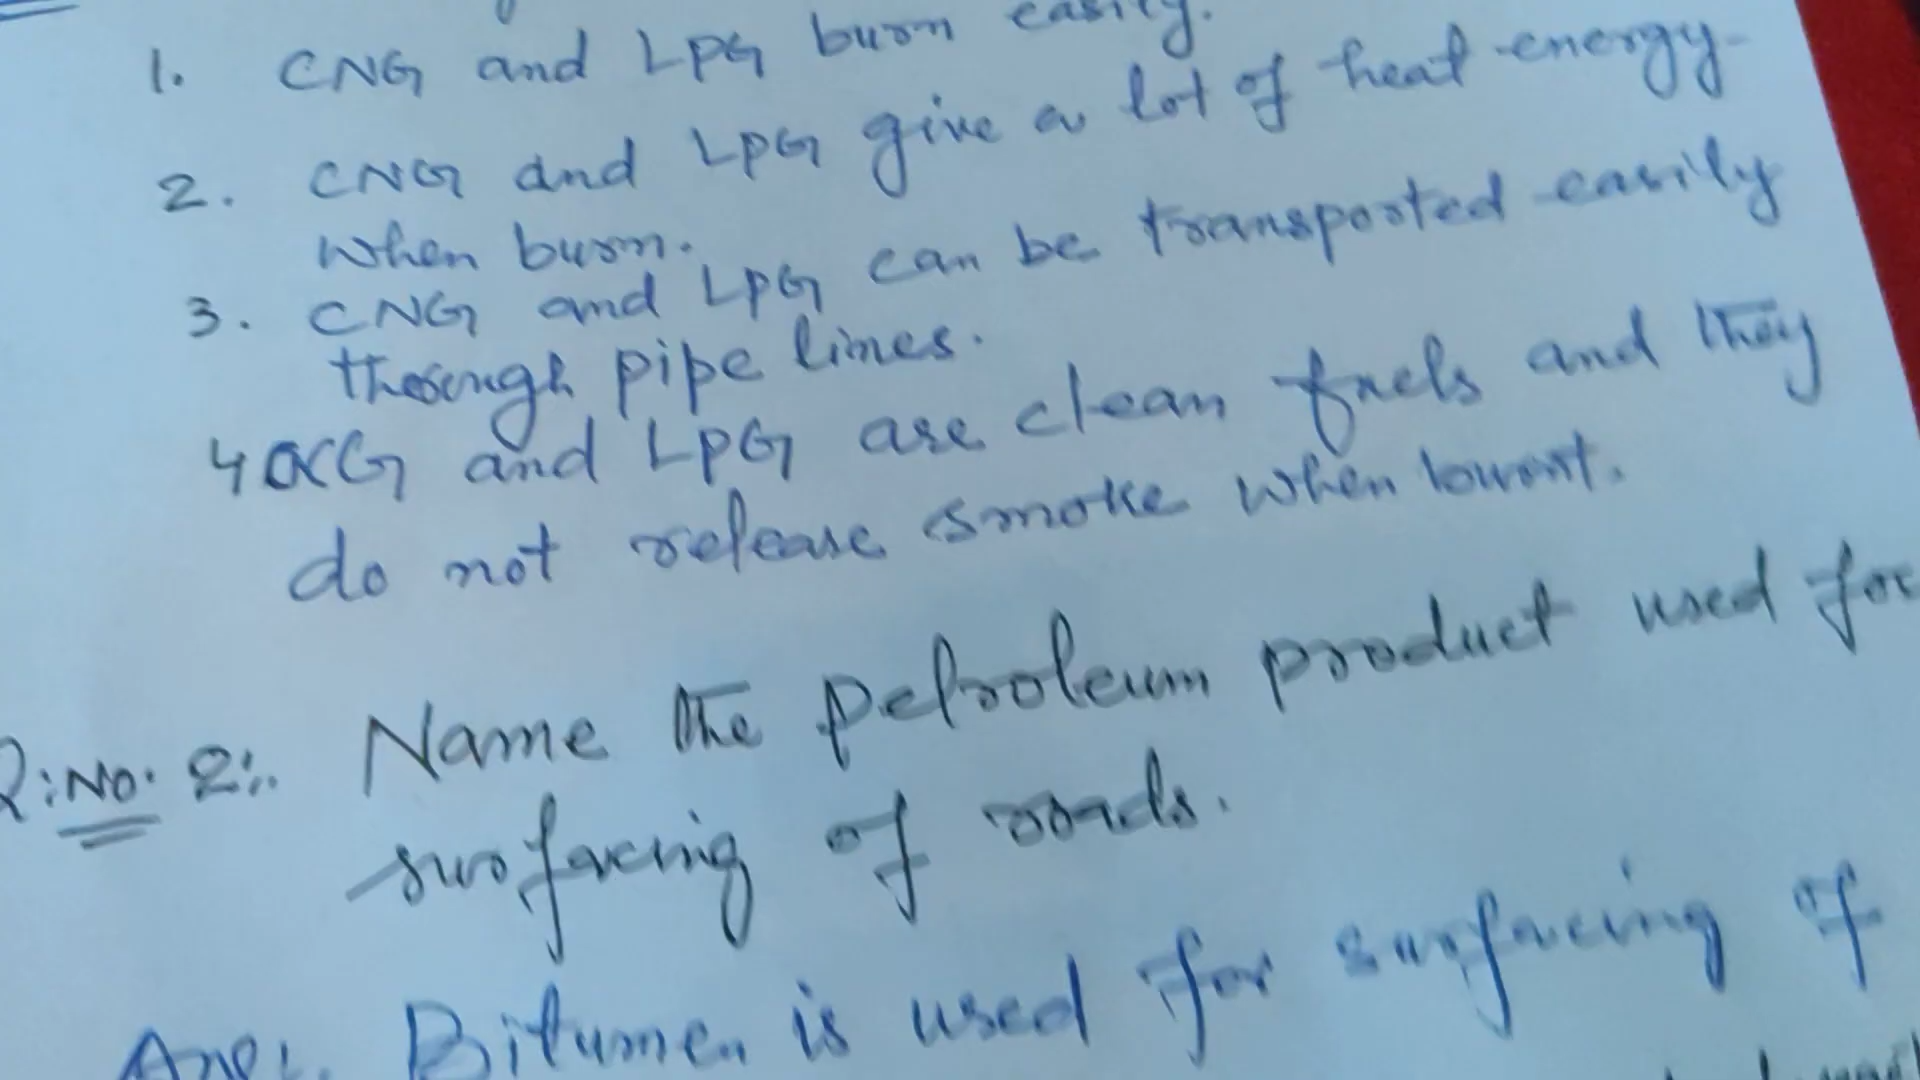 1. CNG and LPG burn easily.
2. CNG and LPG give a lot of heat energy
when burn.
3. CNG and LPG can be transported easily
through pipe lines.
4 and LPG are clean fuels and they
do not release smoke when burnt.
Q:No. 2:. Name the petroleum product used for
surfacing of roads.
Ans:. Bitumen is used for surfacing of